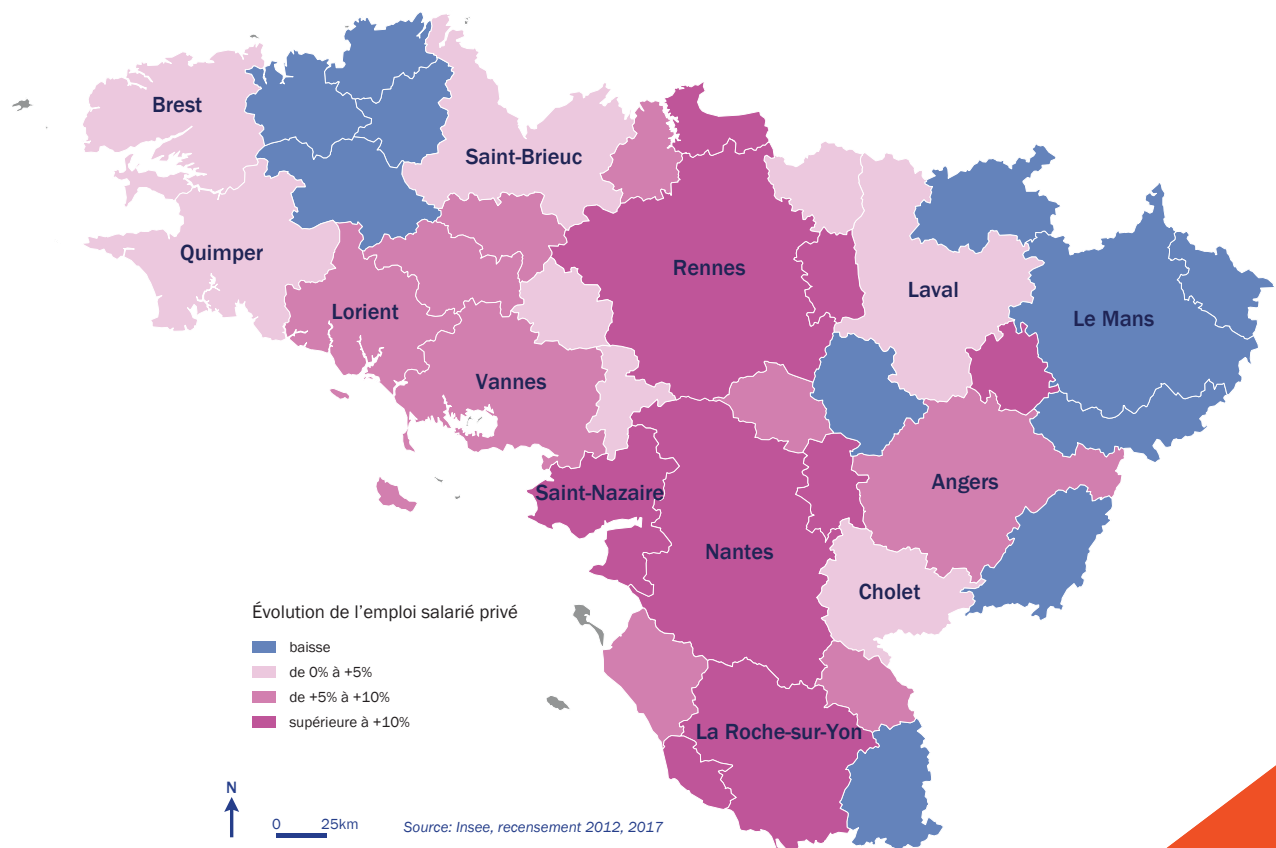 Brest
Saint-Brieuc
Quimper
Rennes
Laval
Lorient
Le Mans
Vannes
Angers
Saint-Nazaire
Nantes
Cholet
La Roche-sur-Yon
Évolution de l'emploi salarié privé
baisse
de 0% à +5%
de +5% à +10%
supérieure à +10%
N
0 25km
Source: Insee, recensement 2012, 2017